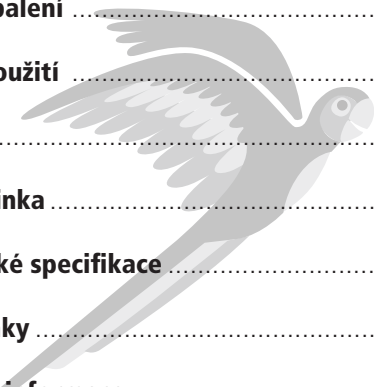 balení ................................
oužití ................................
................................
inka ................................
ké specifikace ................................
ky ................................